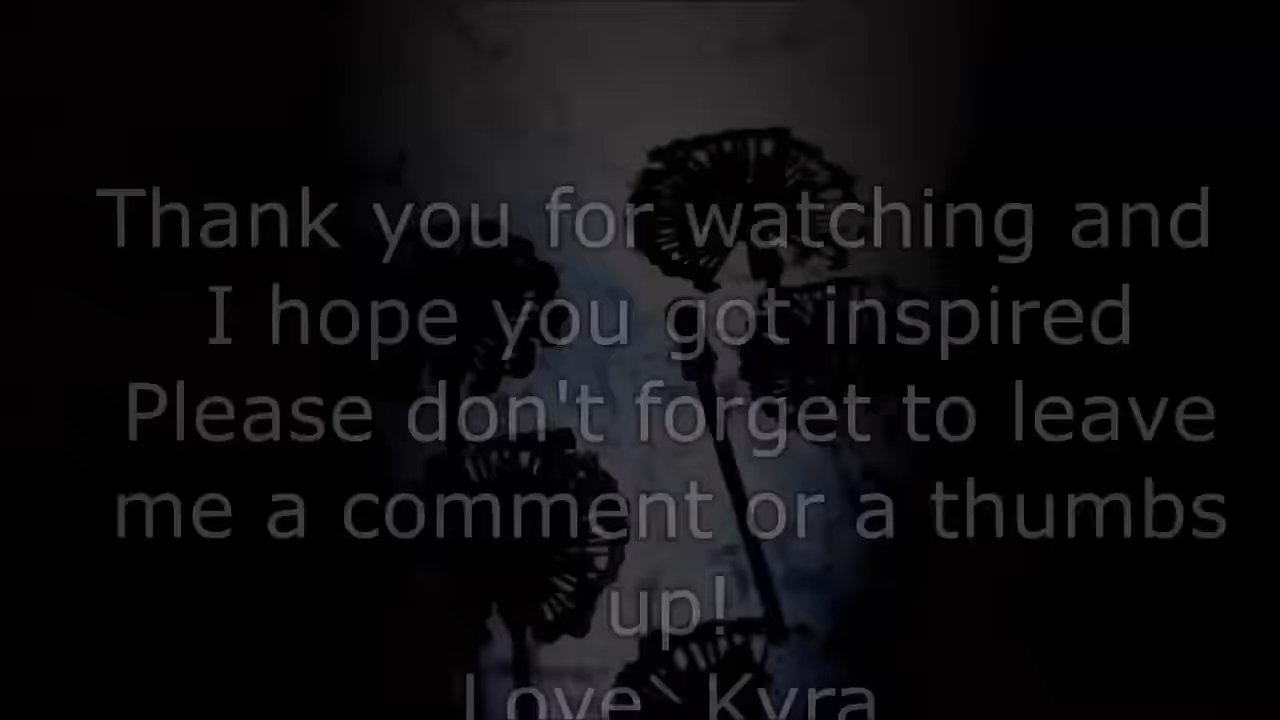 Thank you for watching and
I hope you got inspired
Please don't forget to leave
me a comment or a thumbs
up!
Love, Kyra